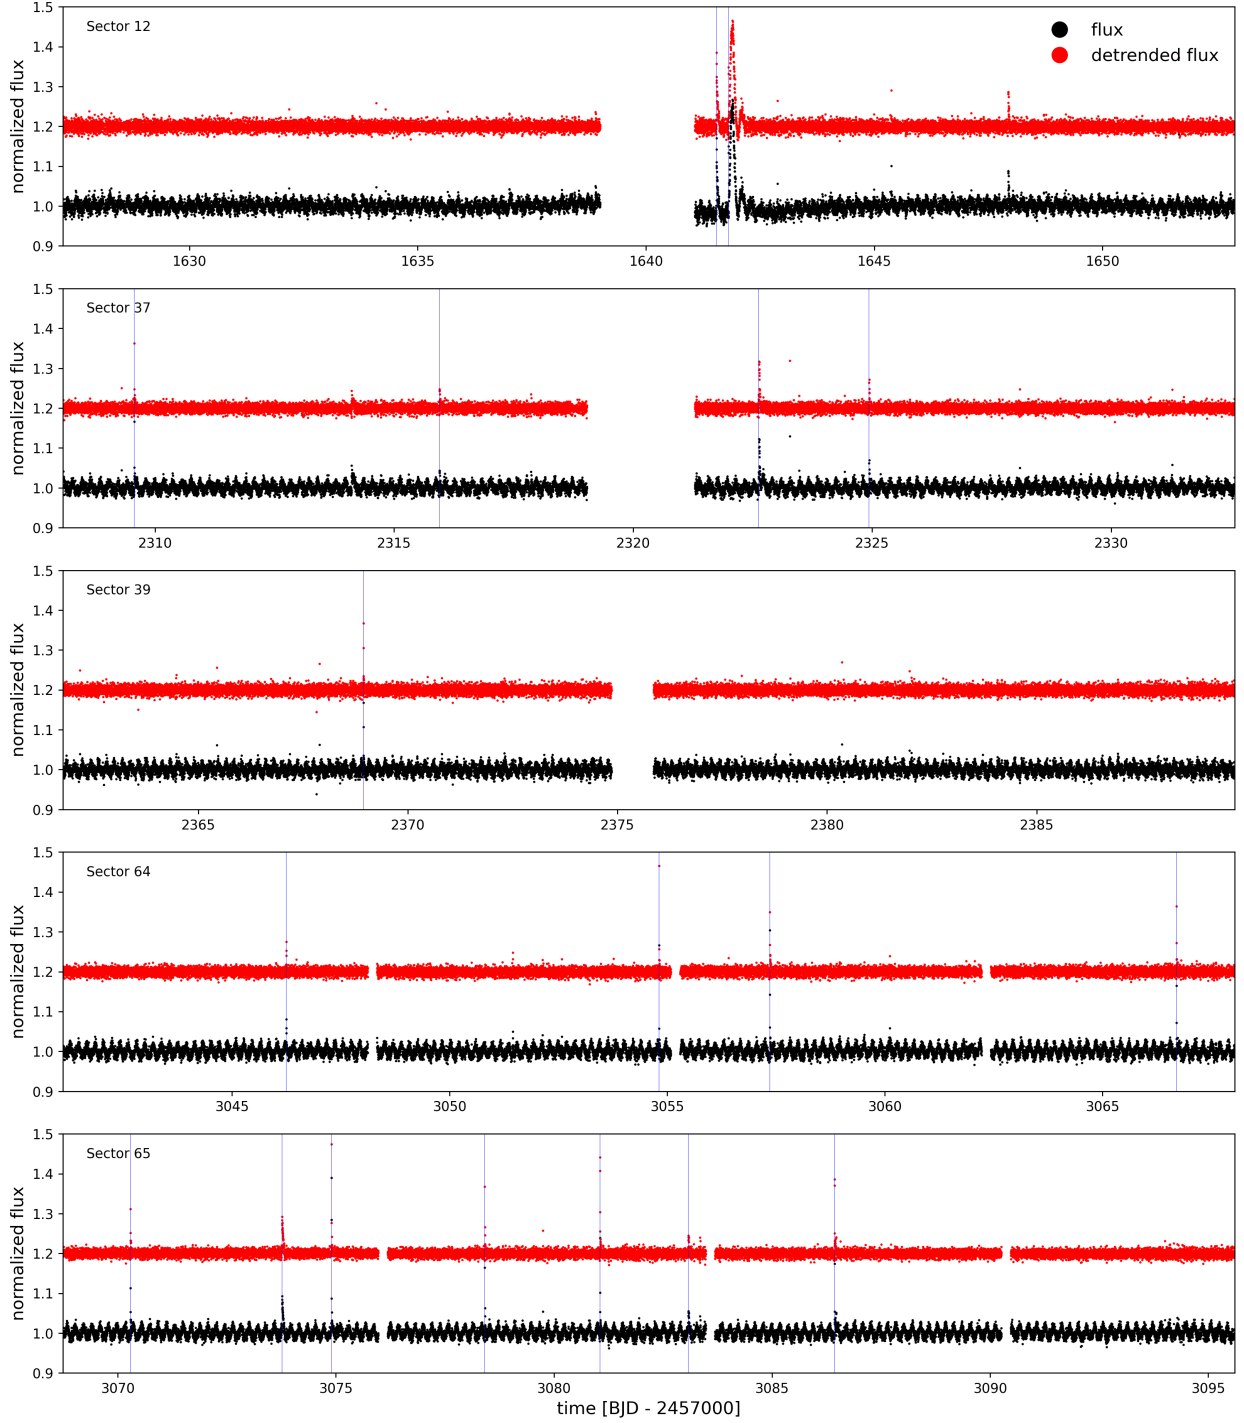 Sector 12
flux
detrended flux
normalized flux
1.5
1.4
1.3
1.2
1.1
1.0
0.9
1630 1635 1640 1645 1650
Sector 37
normalized flux
1.5
1.4
1.3
1.2
1.1
1.0
0.9
2310 2315 2320 2325 2330
Sector 39
normalized flux
1.5
1.4
1.3
1.2
1.1
1.0
0.9
2365 2370 2375 2380 2385
Sector 64
normalized flux
1.5
1.4
1.3
1.2
1.1
1.0
0.9
3045 3050 3055 3060 3065
Sector 65
normalized flux
1.5
1.4
1.3
1.2
1.1
1.0
0.9
3070 3075 3080 3085 3090 3095
time [BJD - 2457000]